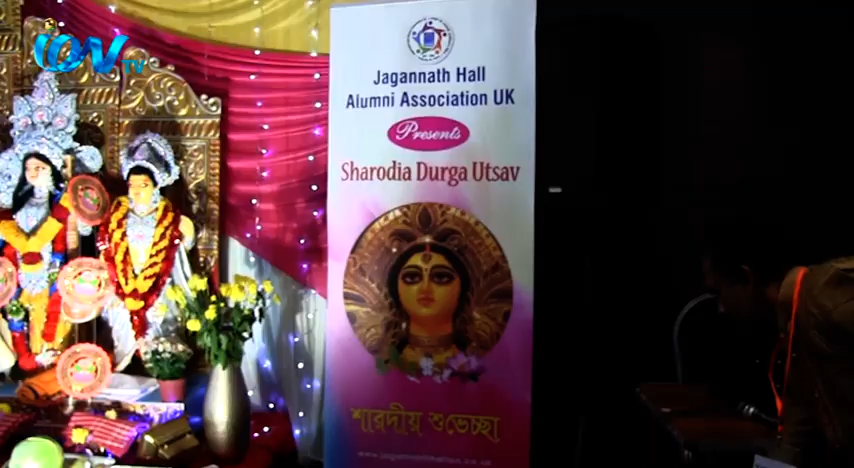 ION TV
Jagannath Hall
Alumni Association UK
Presents
Sharodia Durga Utsav
শারদীয় শুভেচ্ছা